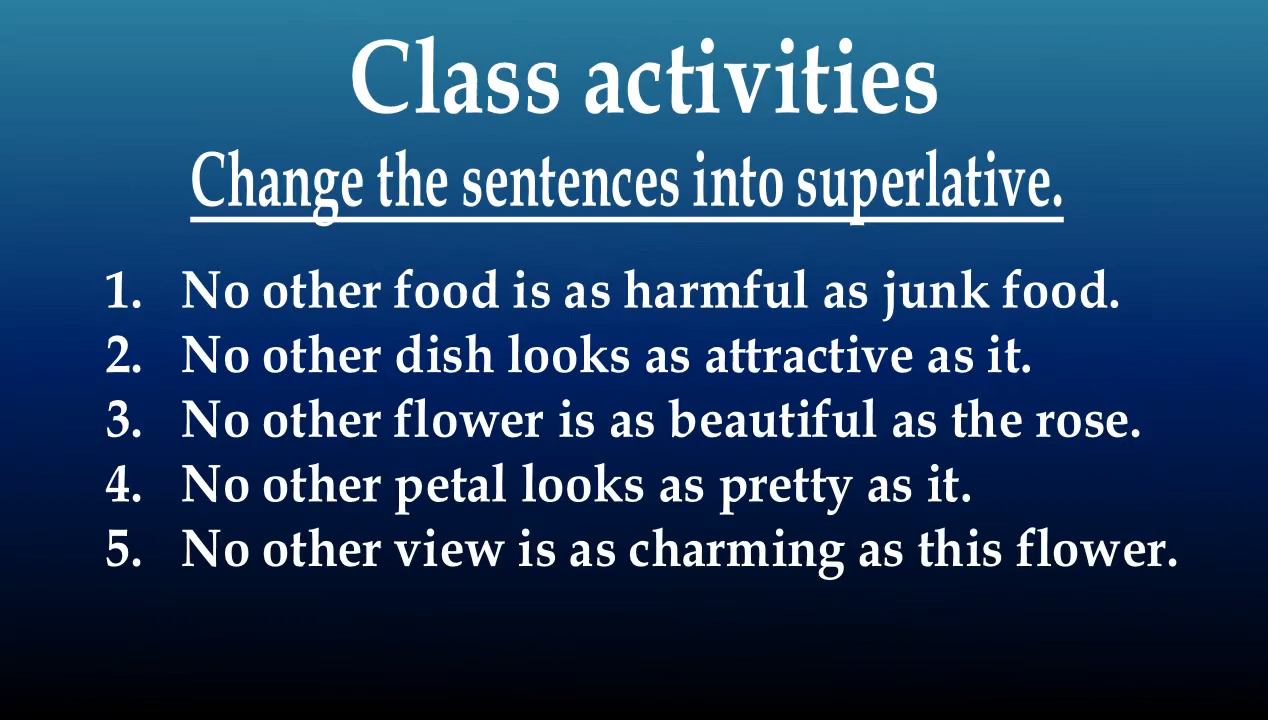 Class activities
Change the sentences into superlative.
1. No other food is as harmful as junk food.
2. No other dish looks as attractive as it.
3. No other flower is as beautiful as the rose.
4. No other petal looks as pretty as it.
5. No other view is as charming as this flower.